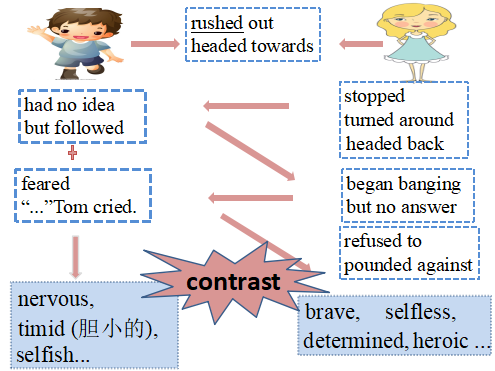 rushed out
headed towards
had no idea
but followed
+
feared
“...”Tom cried.
stopped
turned around
headed back
began banging
but no answer
refused to
pounded against
contrast
nervous,
timid (胆小的),
selfish...
brave, selfless,
determined, heroic ...